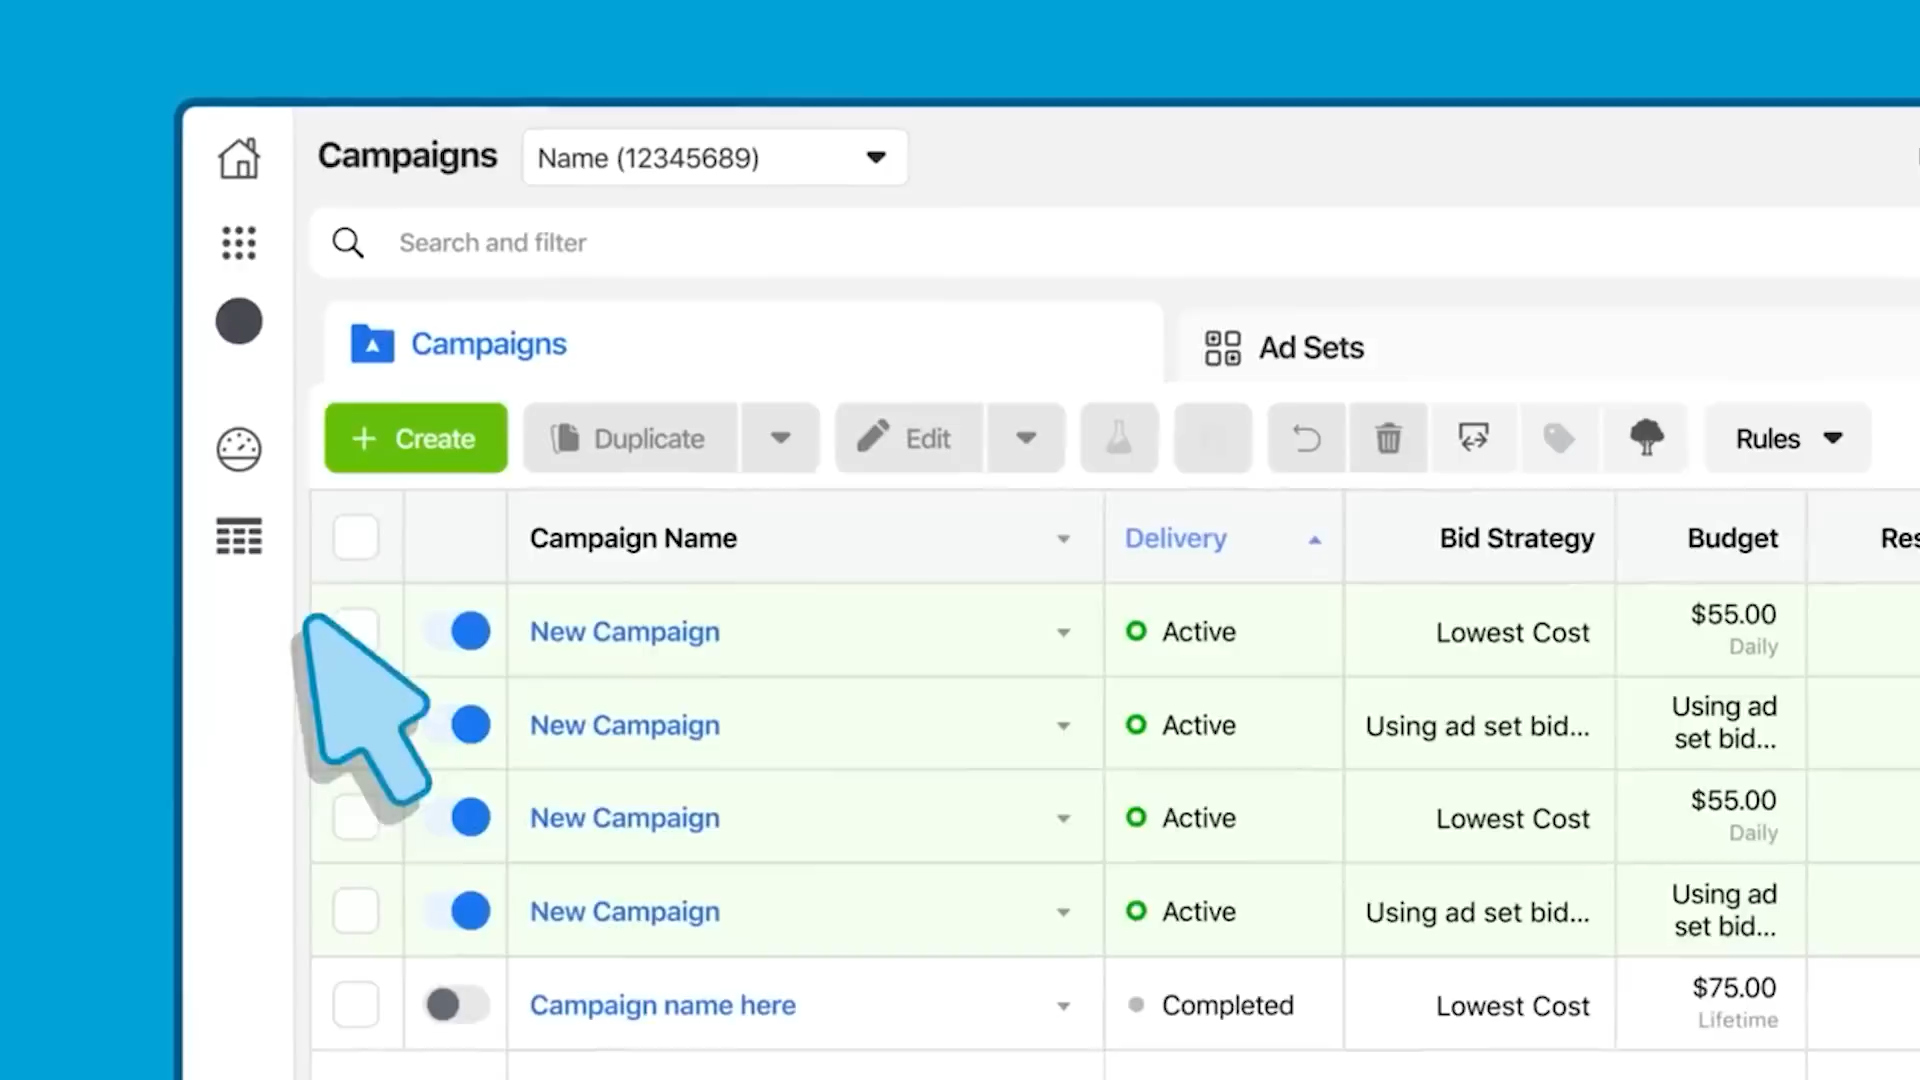 Campaigns
Name (12345689)
Search and filter
Campaigns
Ad Sets
+ Create
Duplicate
Edit
Rules
Campaign Name
Delivery
Bid Strategy
Budget
Res
New Campaign
Active
Lowest Cost
$55.00
Daily
New Campaign
Active
Using ad set bid...
Using ad
set bid...
New Campaign
Active
Lowest Cost
$55.00
Daily
New Campaign
Active
Using ad set bid...
Using ad
set bid...
Campaign name here
Completed
Lowest Cost
$75.00
Lifetime